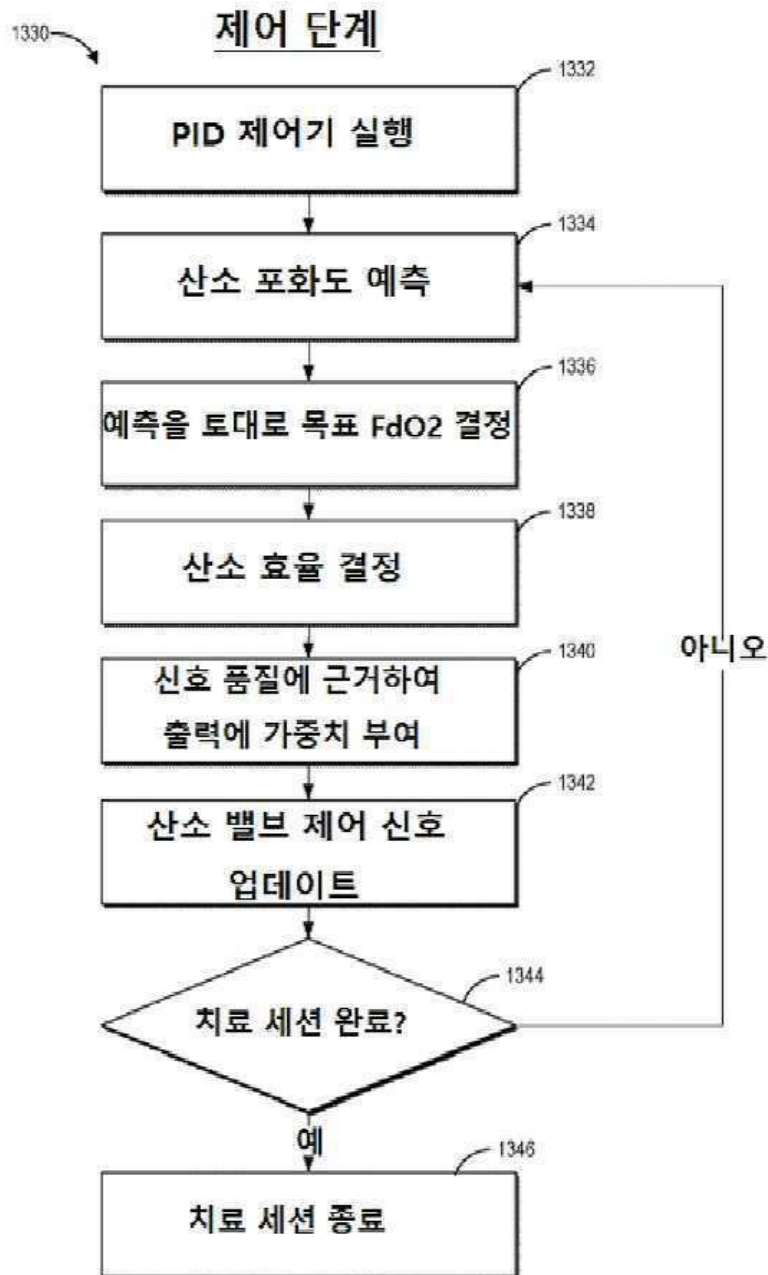 제어 단계
1330
1332
PID 제어기 실행
1334
산소 포화도 예측
1336
예측을 토대로 목표 FdO2 결정
1338
산소 효율 결정
1340
신호 품질에 근거하여
출력에 가중치 부여
1342
산소 밸브 제어 신호
업데이트
1344
치료 세션 완료?
아니오
예
1346
치료 세션 종료